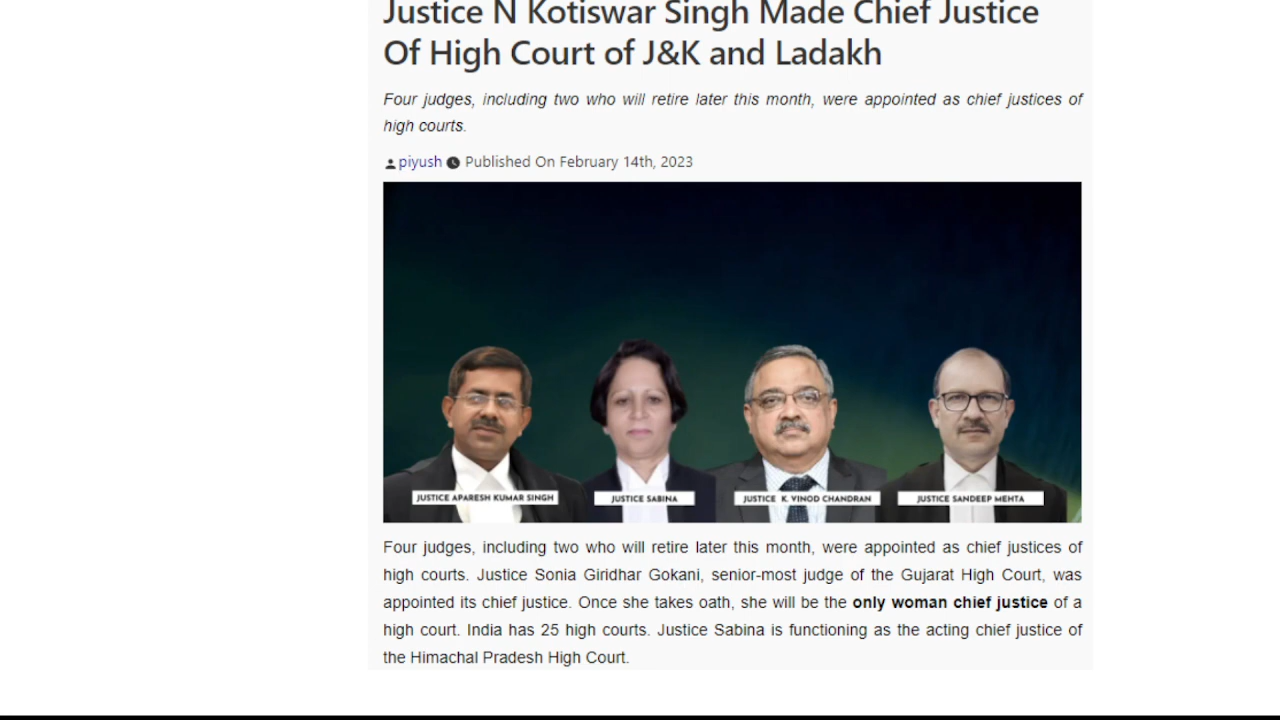 Justice N Kotiswar Singh Made Chief Justice
Of High Court of J&K and Ladakh
Four judges, including two who will retire later this month, were appointed as chief justices of
high courts.
piyush Published On February 14th, 2023
JUSTICE APARESH KUMAR SINGH
JUSTICE SABINA
JUSTICE K. VINOD CHANDRAN
JUSTICE SANDEEP MEHTA
Four judges, including two who will retire later this month, were appointed as chief justices of
high courts. Justice Sonia Giridhar Gokani, senior-most judge of the Gujarat High Court, was
appointed its chief justice. Once she takes oath, she will be the only woman chief justice of a
high court. India has 25 high courts. Justice Sabina is functioning as the acting chief justice of
the Himachal Pradesh High Court.